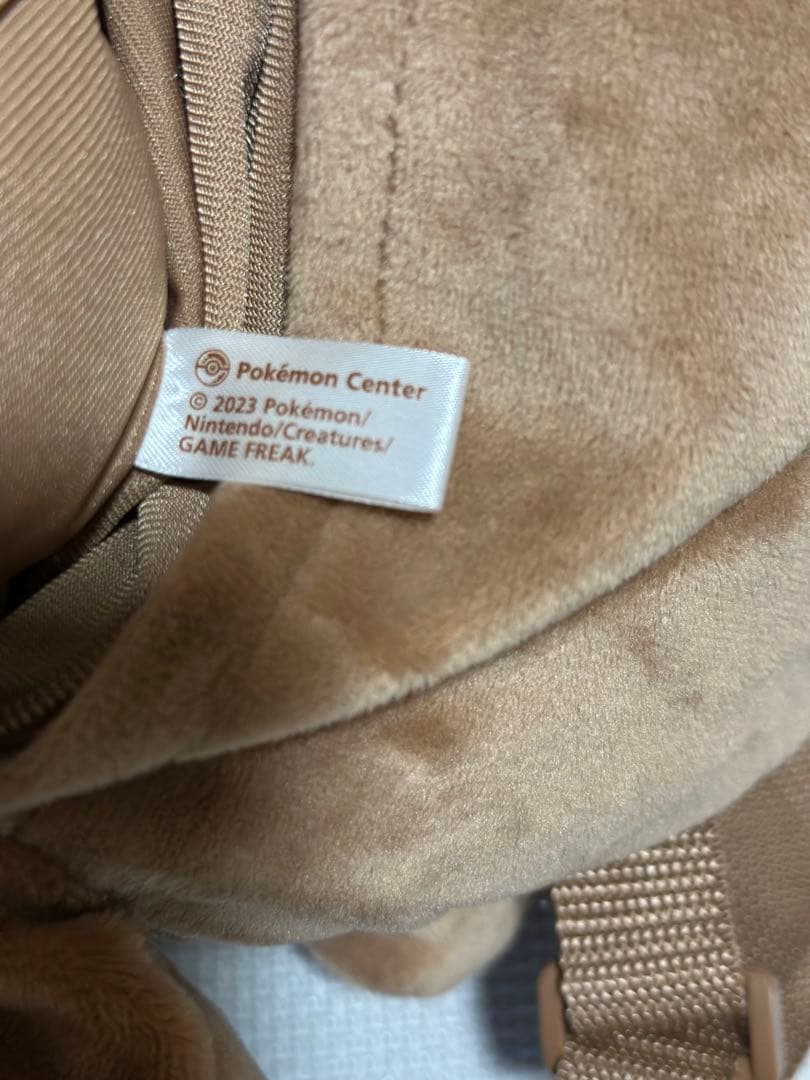 Pokémon Center
© 2023 Pokémon/
Nintendo/Creatures/
GAME FREAK.